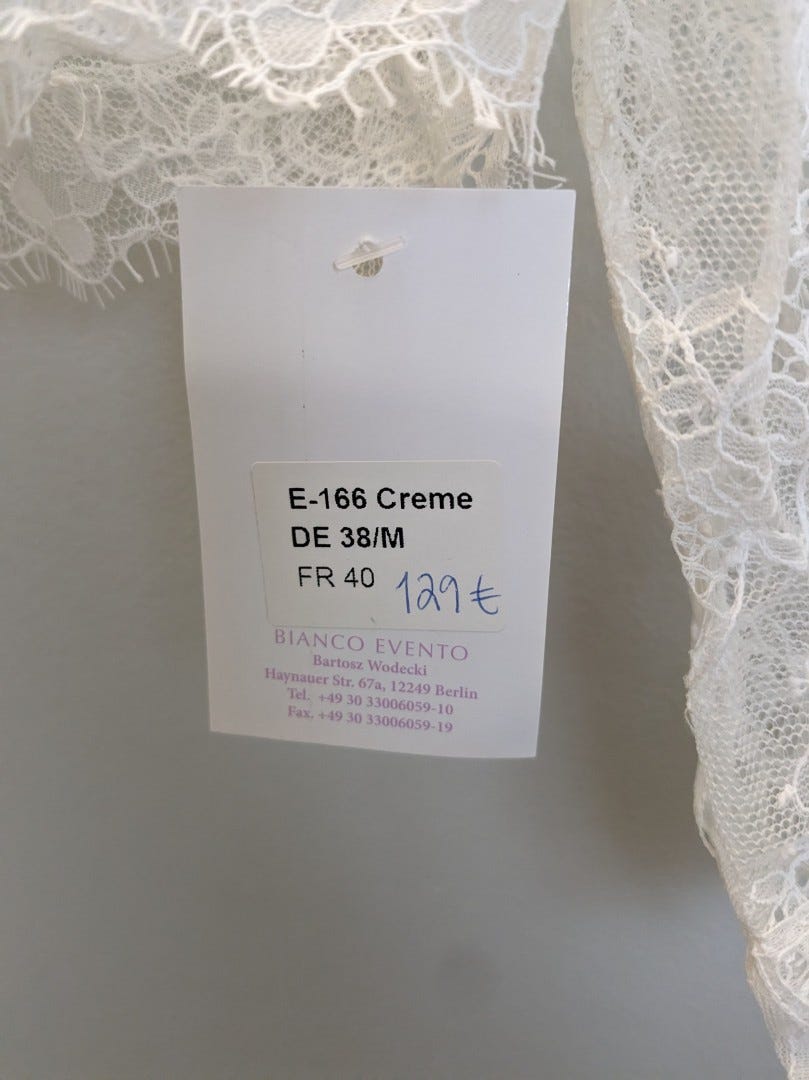 E-166 Creme
DE 38/M
FR 40 129 €
BIANCO EVENTO
Bartosz Wodecki
Haynauer Str. 67a, 12249 Berlin
Tel. +49 30 33006059-10
Fax. +49 30 33006059-19